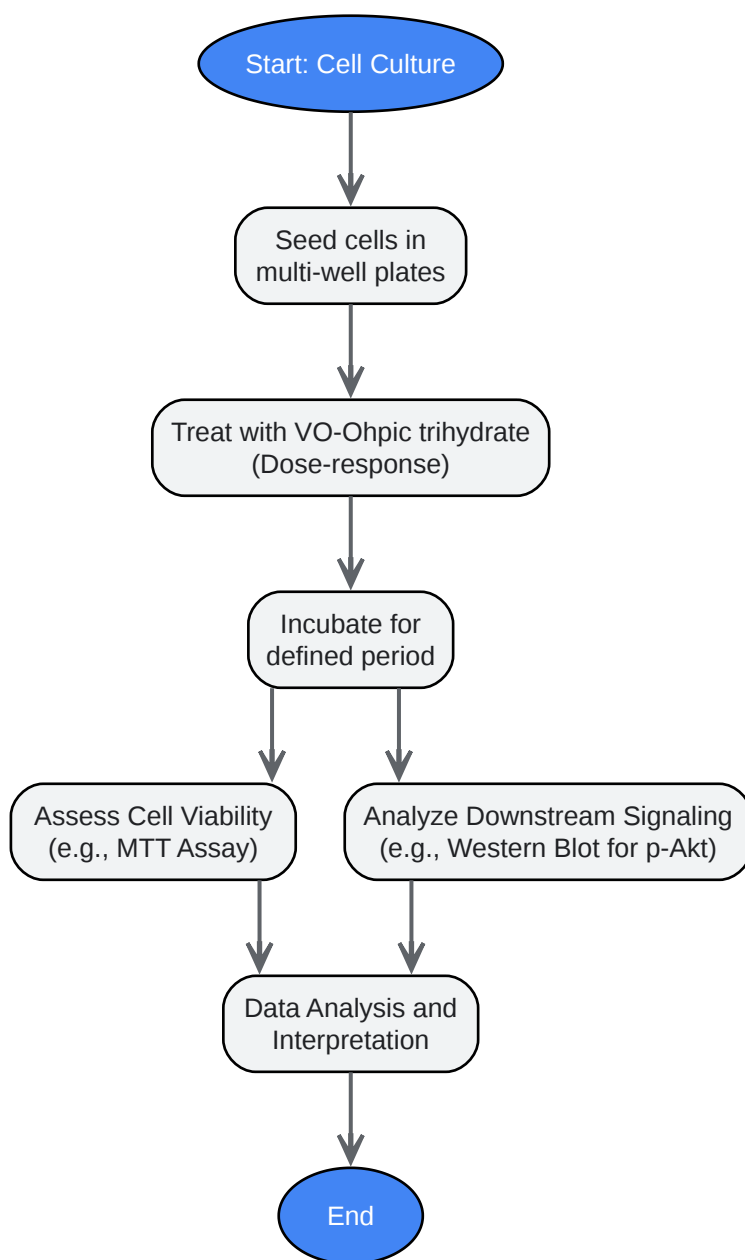 Start: Cell Culture
Seed cells in
multi-well plates
Treat with VO-Ohpic trihydrate
(Dose-response)
Incubate for
defined period
Assess Cell Viability
(e.g., MTT Assay)
Analyze Downstream Signaling
(e.g., Western Blot for p-Akt)
Data Analysis and
Interpretation
End